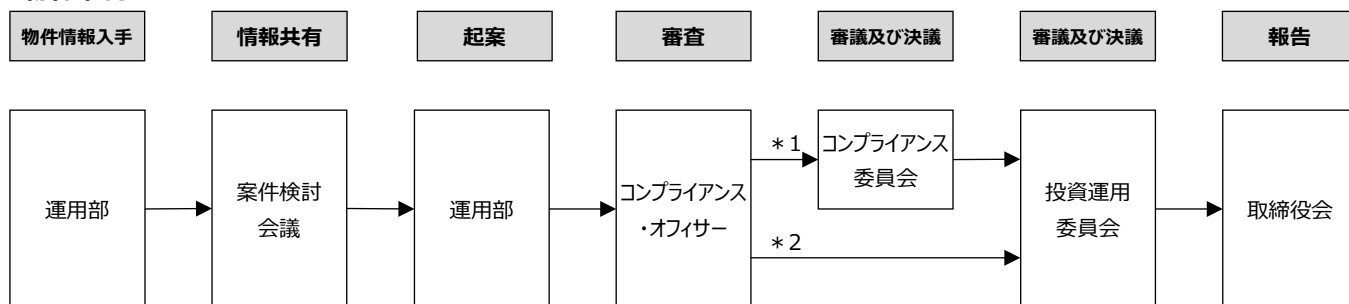 物件情報入手
情報共有
起案
審査
審議及び決議
審議及び決議
報告
運用部
案件検討
会議
運用部
コンプライアンス
・オフィサー
＊1
コンプライアンス
委員会
＊2
投資運用
委員会
取締役会